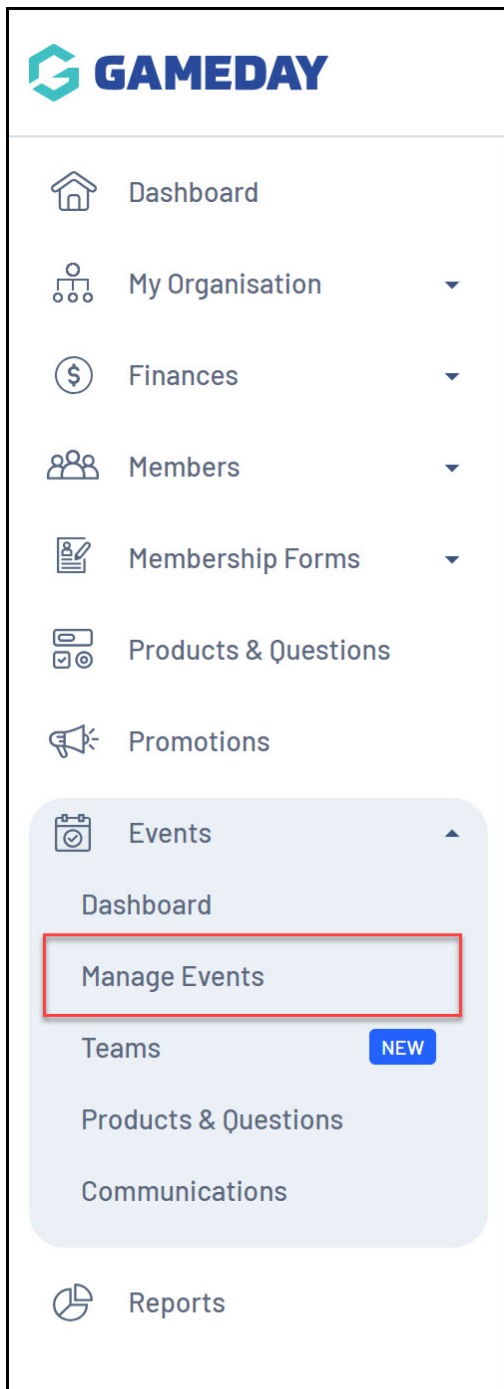 GAMEDAY
Dashboard
My Organisation
Finances
Members
Membership Forms
Products & Questions
Promotions
Events
Dashboard
Manage Events
Teams NEW
Products & Questions
Communications
Reports